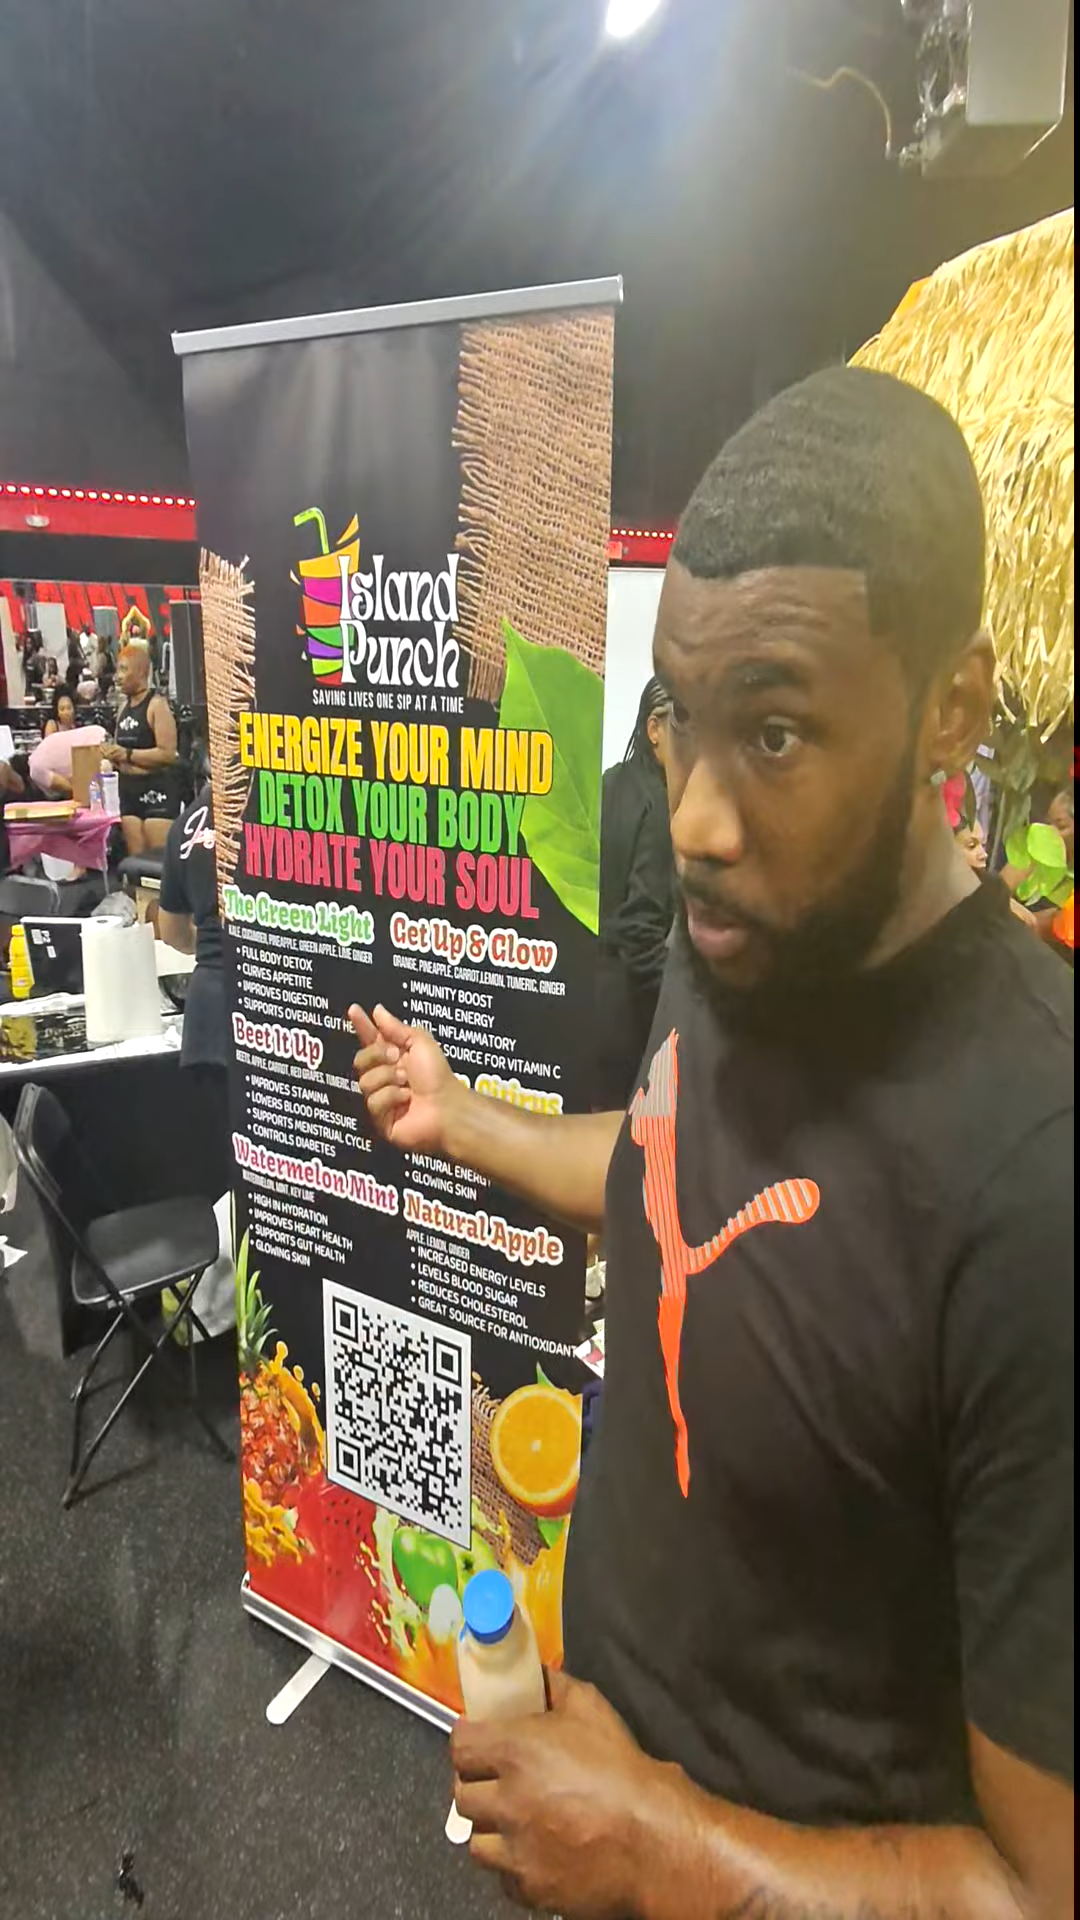 Island
Punch
SAVING LIVES ONE SIP AT A TIME
ENERGIZE YOUR MIND
DETOX YOUR BODY
HYDRATE YOUR SOUL
The Green Light
KALE, CUCUMBER, PINEAPPLE, GREEN APPLE, LIME GINGER
• FULL BODY DETOX
• CURVES APPETITE
• IMPROVES DIGESTION
• SUPPORTS OVERALL GUT
Beet It Up
BEETS, APPLE, CARROT, RED GRAPES, TUMERIC,
• IMPROVES STAMINA
• LOWERS BLOOD PRESSURE
• SUPPORTS MENSTRUAL CYCLE
• CONTROLS DIABETES
Watermelon Mint
WATERMELON, MINT, KEY LIME
• HIGH IN HYDRATION
• IMPROVES HEART HEALTH
• SUPPORTS GUT HEALTH
• GLOWING SKIN
Get Up & Glow
ORANGE, PINEAPPLE, CARROT,LEMON, TUMERIC, GINGER
• IMMUNITY BOOST
• NATURAL ENERGY
• ANTI- INFLAMMATORY
SOURCE FOR VITAMIN C
Citirus
• NATURAL ENERGY
• GLOWING SKIN
Natural Apple
APPLE, LEMON, GINGER
• INCREASED ENERGY LEVELS
• LEVELS BLOOD SUGAR
• REDUCES CHOLESTEROL
• GREAT SOURCE FOR ANTIOXIDANT